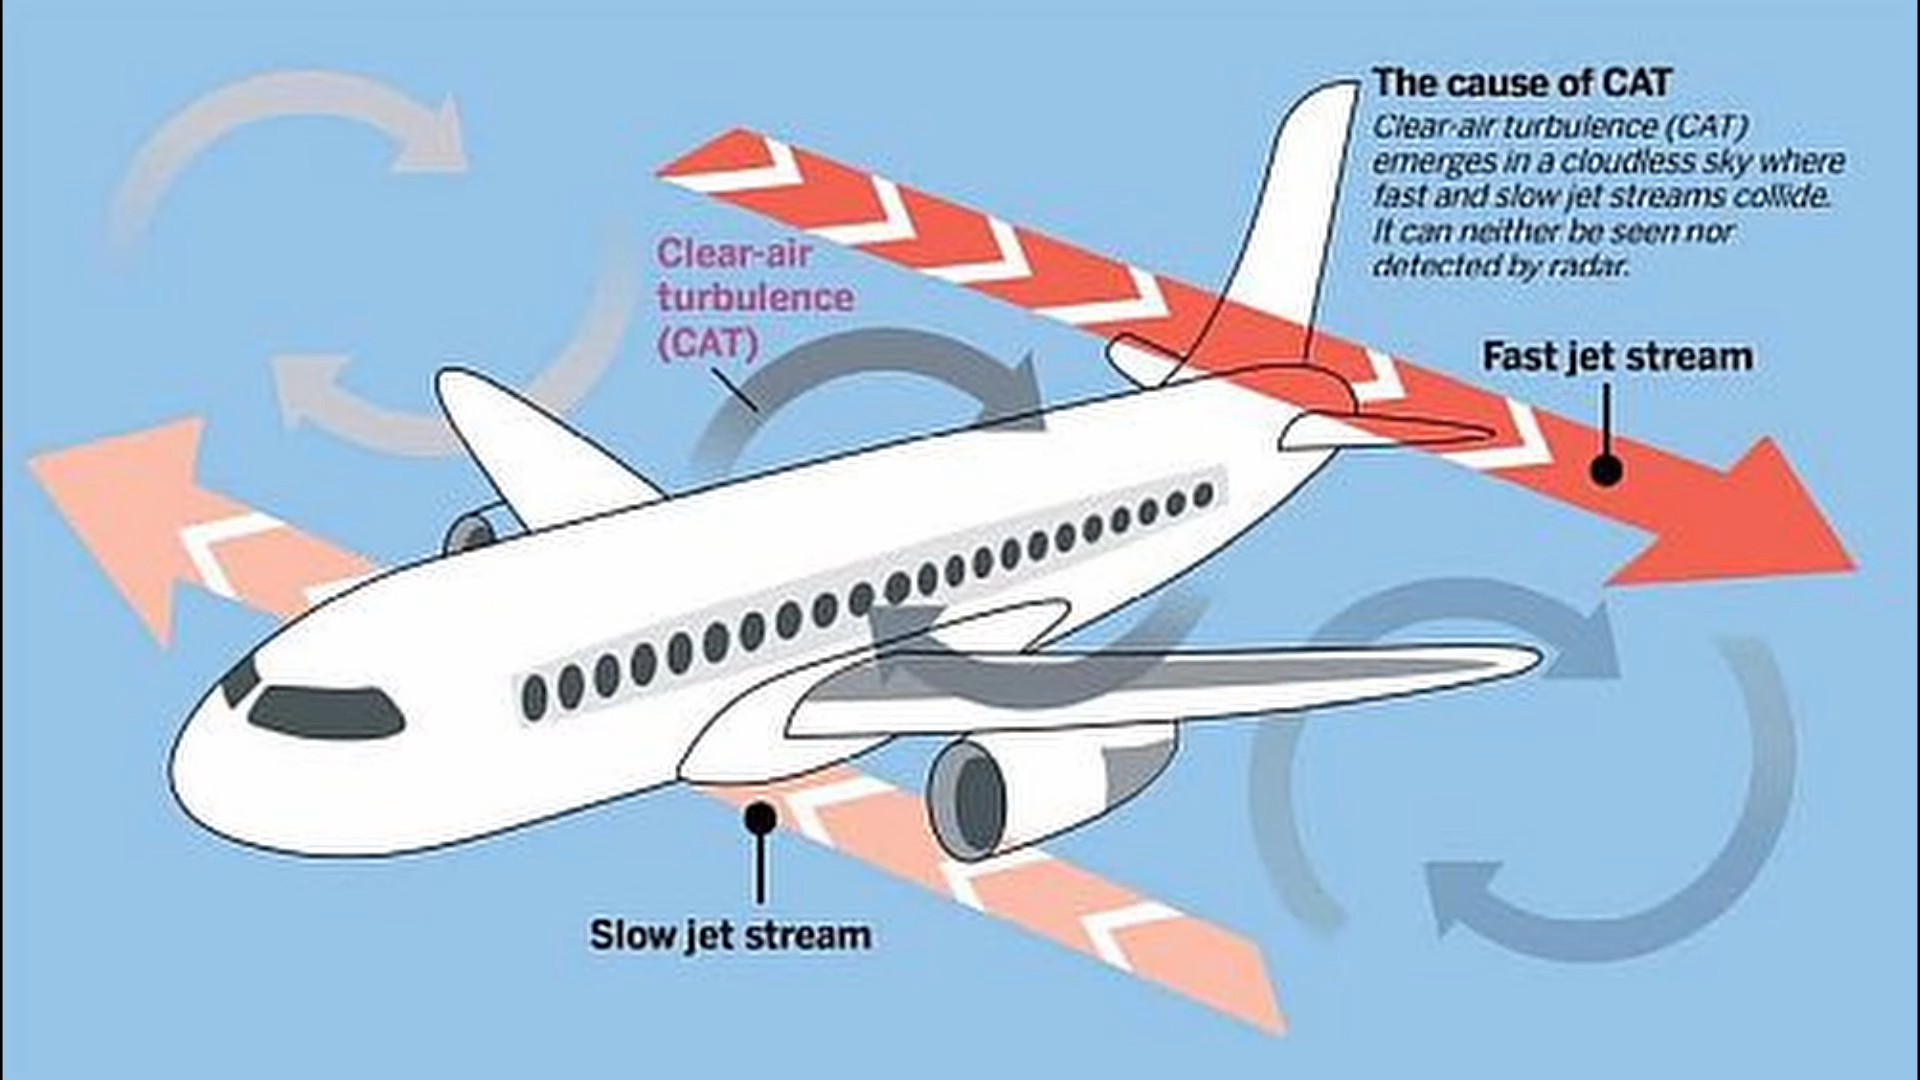 The cause of CAT
Clear-air turbulence (CAT)
emerges in a cloudless sky where
fast and slow jet streams collide.
It can neither be seen nor
detected by radar.
Clear-air
turbulence
(CAT)
Fast jet stream
Slow jet stream